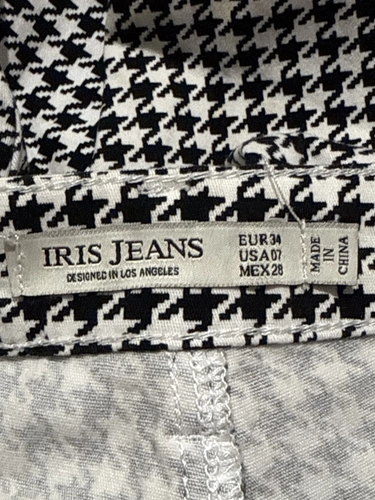 IRIS JEANS
DESIGNED IN LOS ANGELES
EUR 34
USA 07
MEX 28
MADE
IN
CHINA